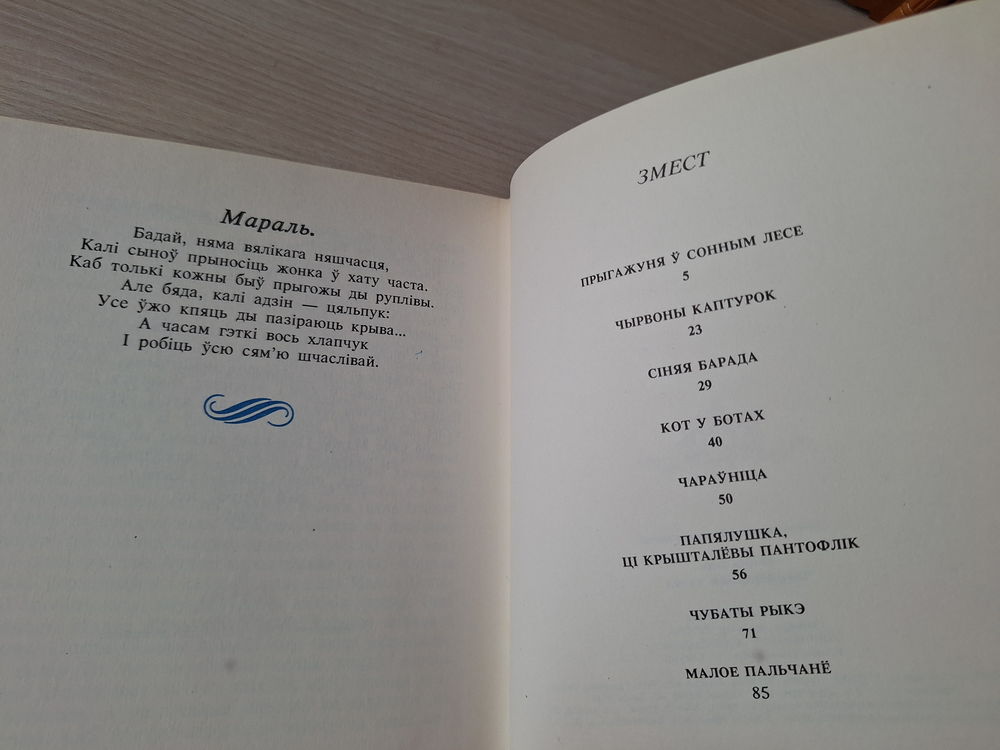 Мараль.
Бадай, няма вялікага няшчасця,
Калі сыноў прыносіць жонка ў хату часта.
Каб толькі кожны быў прыгожы ды руплівы.
Але бяда, калі адзін — цяльпук:
Усе ўжо кпяць ды пазіраюць крыва...
А часам гэткі вось хлапчук
І робіць ўсю сям’ю шчаслівай.
ЗМЕСТ
ПРЫГАЖУНЯ Ў СОННЫМ ЛЕСЕ
5
ЧЫРВОНЫ КАПТУРОК
23
СІНЯЯ БАРАДА
29
КОТ У БОТАХ
40
ЧАРАЎНІЦА
50
ПАПЯЛУШКА,
ЦІ КРЫШТАЛЁВЫ ПАНТОФЛІК
56
ЧУБАТЫ РЫКЭ
71
МАЛОЕ ПАЛЬЧАНЁ
85